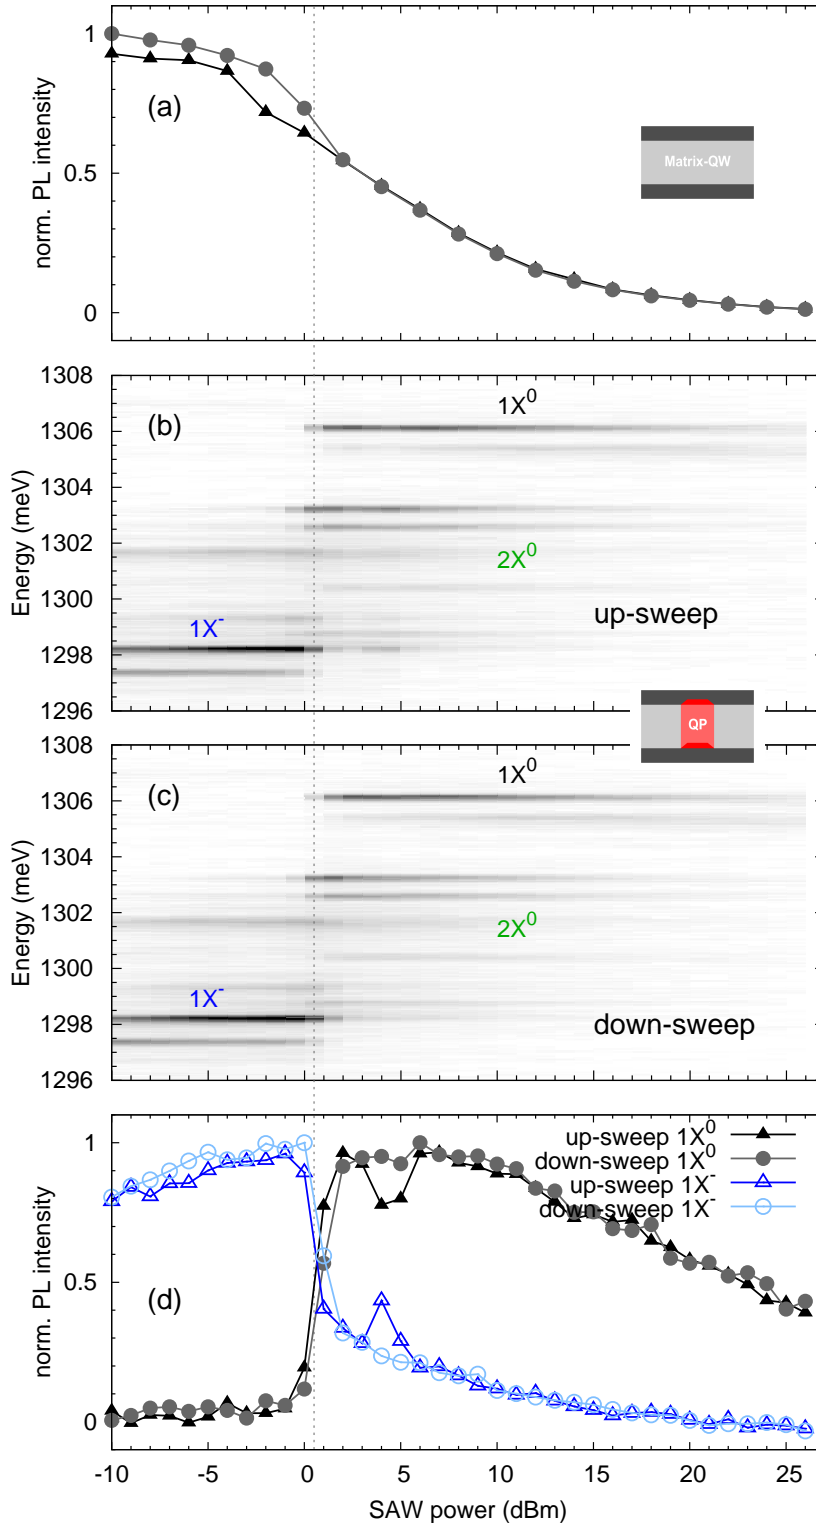 1
(a)
norm. PL intensity
Matrix-QW
0.5
0
1308
(b)
1X⁰
1306
Energy (meV)
1304
1302
2X⁰
1300
1X⁻
up-sweep
1298
1296
QP
1308
(c)
1X⁰
1306
Energy (meV)
1304
1302
2X⁰
1300
1X⁻
1298
down-sweep
1296
1
up-sweep 1X⁰
down-sweep 1X⁰
up-sweep 1X⁻
down-sweep 1X⁻
norm. PL intensity
0.5
(d)
0
-10 -5 0 5 10 15 20 25
SAW power (dBm)